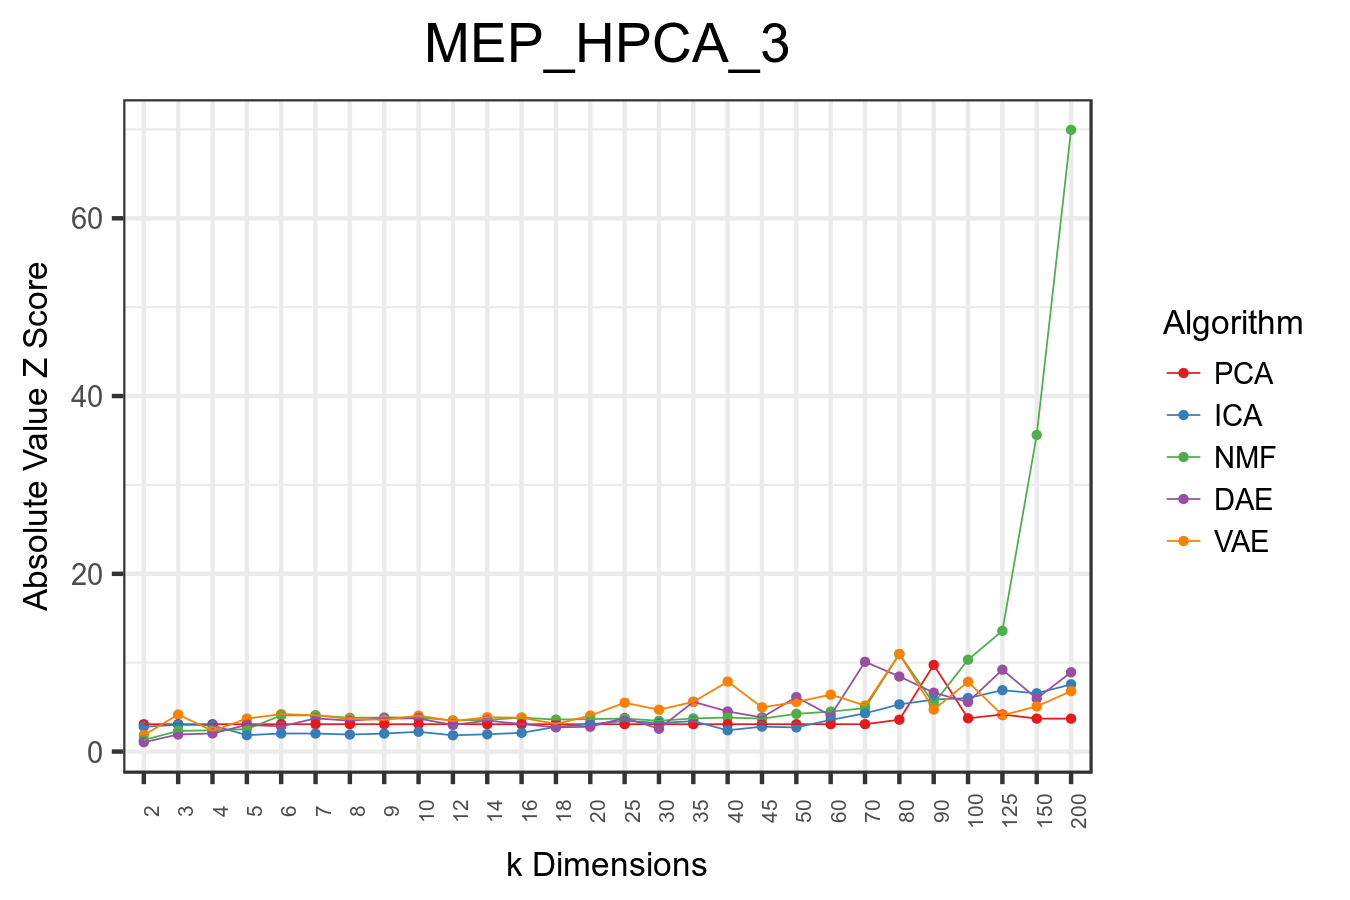 MEP_HPCA_3
Absolute Value Z Score
60
40
20
0
2 3 4 5 6 7 8 9 10 12 14 16 18 20 25 30 35 40 45 50 60 70 80 90 100 125 150 200
k Dimensions
Algorithm
PCA
ICA
NMF
DAE
VAE